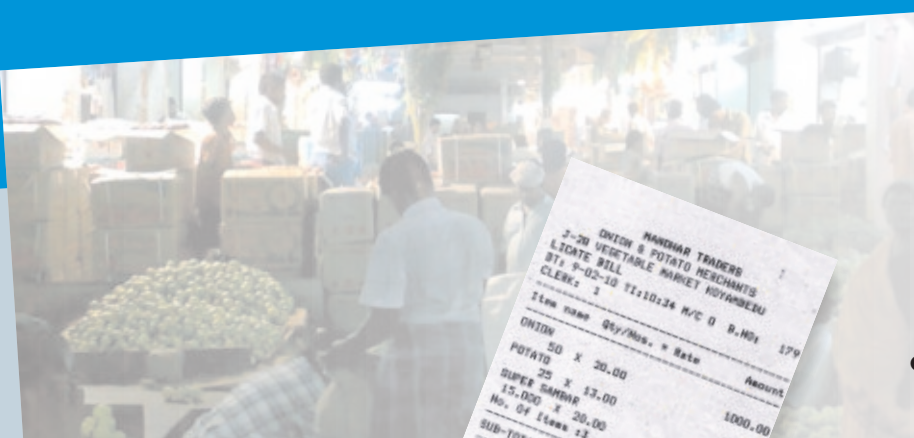 MANOHAR TRADERS
ONION & POTATO MERCHANTS
J-20 VEGETABLE MARKET KOYAMBEDU
LICATE BILL
DT: 9-02-10 TI:10:34 M/C 0 B.NO: 179
CLERK: 1
Item name Qty/Nos. * Rate Amount
ONION
50 X 20.00 1000.00
POTATO
25 X 13.00
SUPER SAMBAR
15.000 X 20.00
No. Of Items :3
SUB-TOT